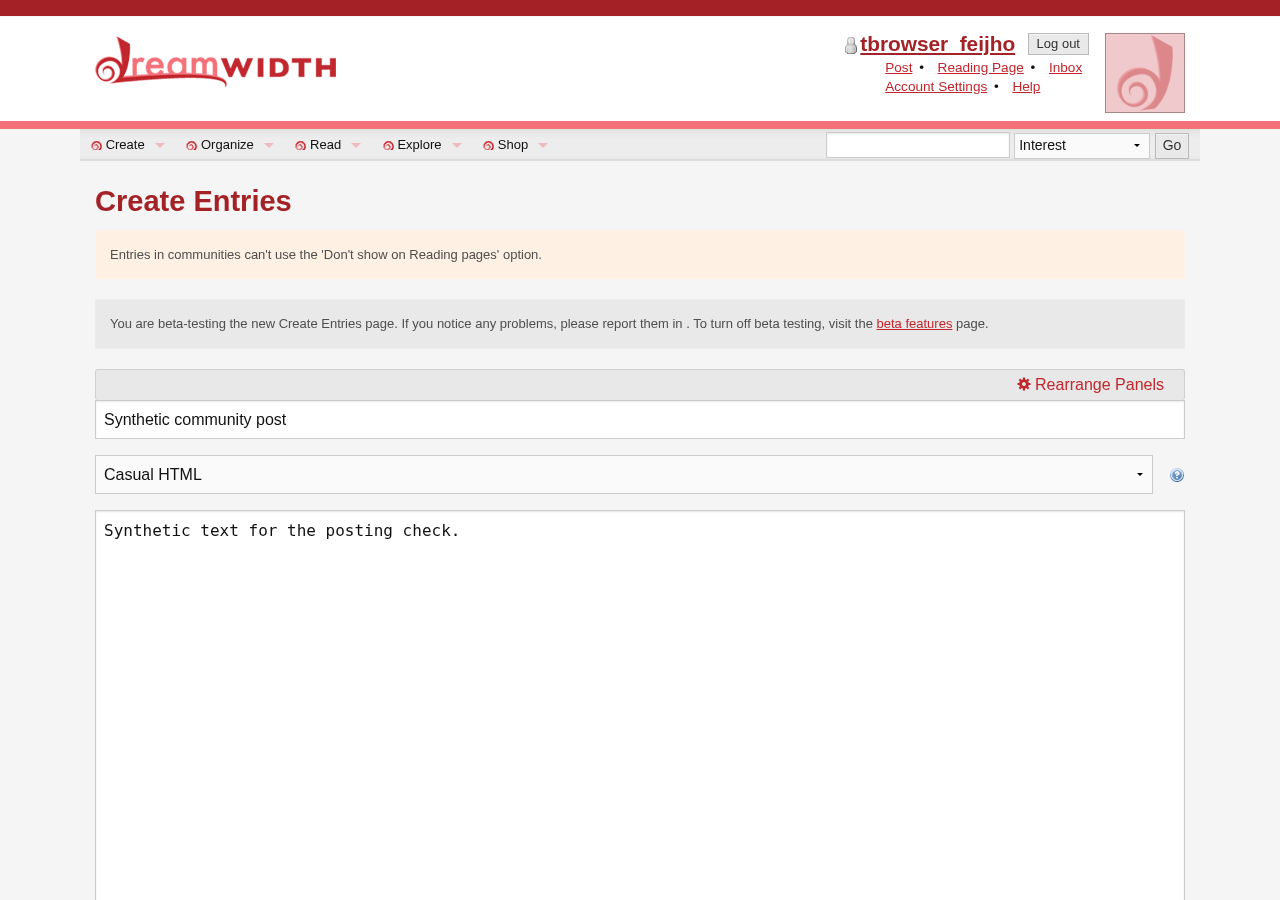 dreamWIDTH
tbrowser_feijho Log out
Post • Reading Page • Inbox
Account Settings • Help
Create Organize Read Explore Shop Interest Go
Create Entries
Entries in communities can't use the 'Don't show on Reading pages' option.
You are beta-testing the new Create Entries page. If you notice any problems, please report them in . To turn off beta testing, visit the beta features page.
Rearrange Panels
Synthetic community post
Casual HTML
Synthetic text for the posting check.